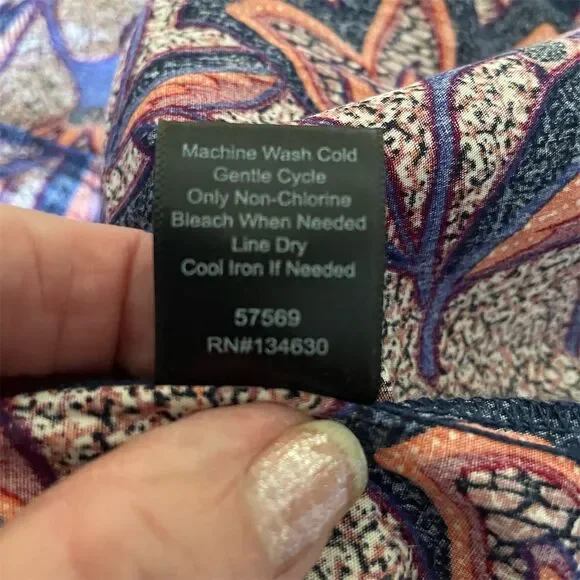 Machine Wash Cold
Gentle Cycle
Only Non-Chlorine
Bleach When Needed
Line Dry
Cool Iron If Needed
57569
RN#134630